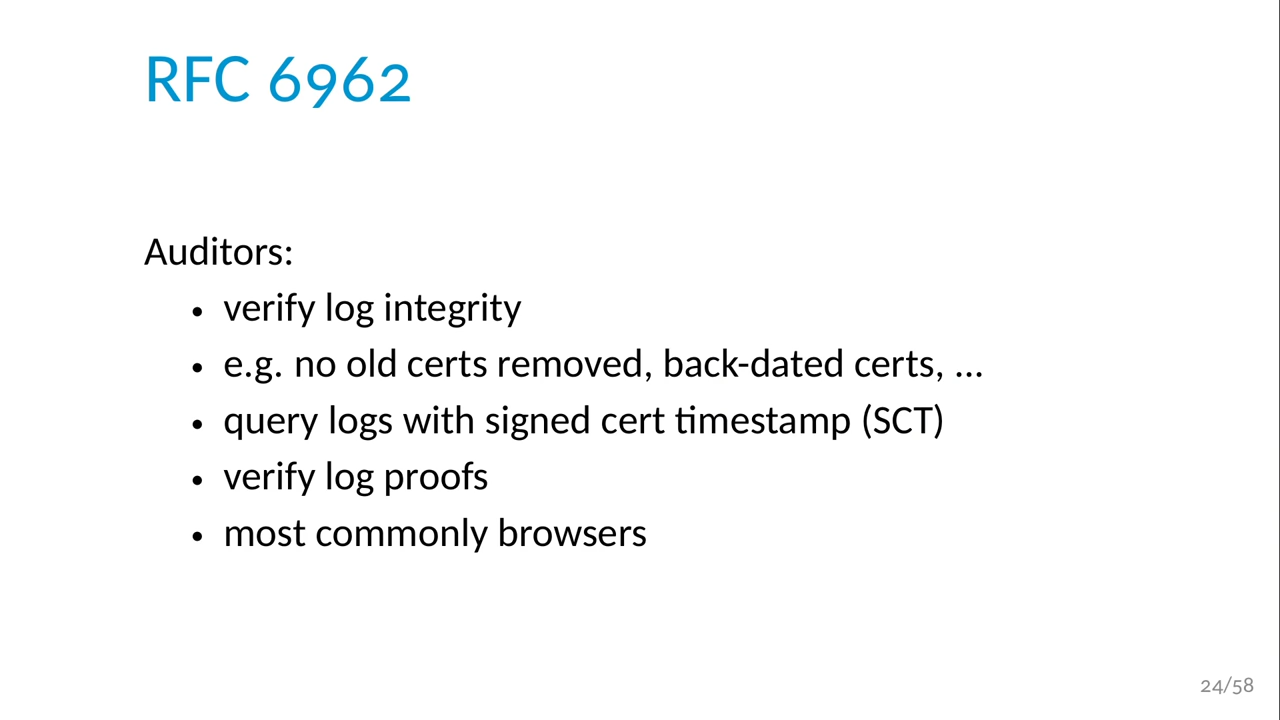 RFC 6962
Auditors:
• verify log integrity
• e.g. no old certs removed, back-dated certs, ...
• query logs with signed cert timestamp (SCT)
• verify log proofs
• most commonly browsers
24/58